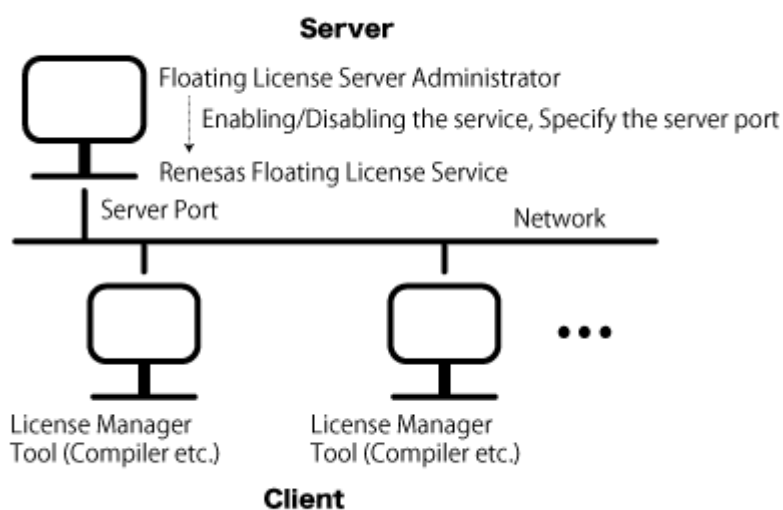 Server
Floating License Server Administrator
Enabling/Disabling the service, Specify the server port
Renesas Floating License Service
Server Port
Network
•••
License Manager
Tool (Compiler etc.)
License Manager
Tool (Compiler etc.)
Client